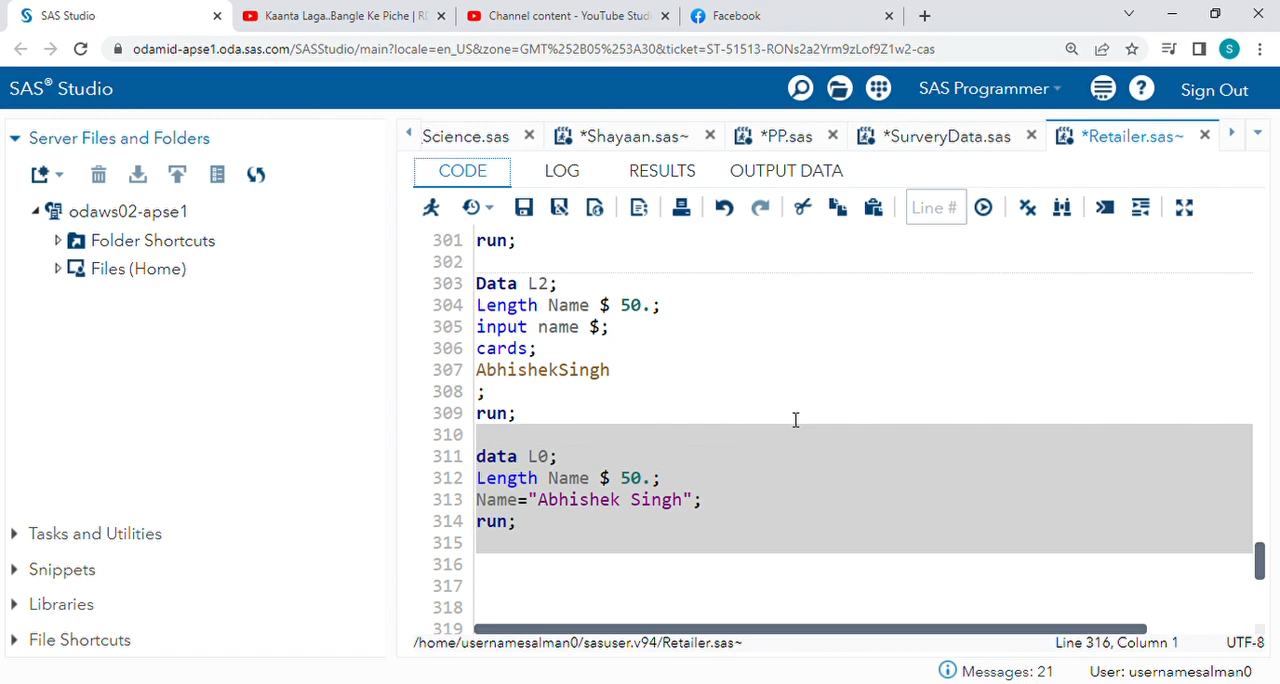 SAS Studio
Kaanta Laga..Bangle Ke Piche | RD
Channel content - YouTube Studi
Facebook
odamid-apse1.oda.sas.com/SASStudio/main?locale=en_US&zone=GMT%252B05%253A30&ticket=ST-51513-RONs2a2Yrm9zLof9Z1w2-cas
S
SAS® Studio
SAS Programmer
Sign Out
Server Files and Folders
odaws02-apse1
Folder Shortcuts
Files (Home)
Tasks and Utilities
Snippets
Libraries
File Shortcuts
Science.sas
*Shayaan.sas~
*PP.sas
*SurveryData.sas
*Retailer.sas~
CODE
LOG
RESULTS
OUTPUT DATA
Line #
301 run;
302
303 Data L2;
304 Length Name $ 50.;
305 input name $;
306 cards;
307 AbhishekSingh
308 ;
309 run;
310
311 data L0;
312 Length Name $ 50.;
313 Name="Abhishek Singh";
314 run;
315
316
317
318
319
/home/usernamesalman0/sasuser.v94/Retailer.sas~
Line 316, Column 1
UTF-8
Messages: 21
User: usernamesalman0